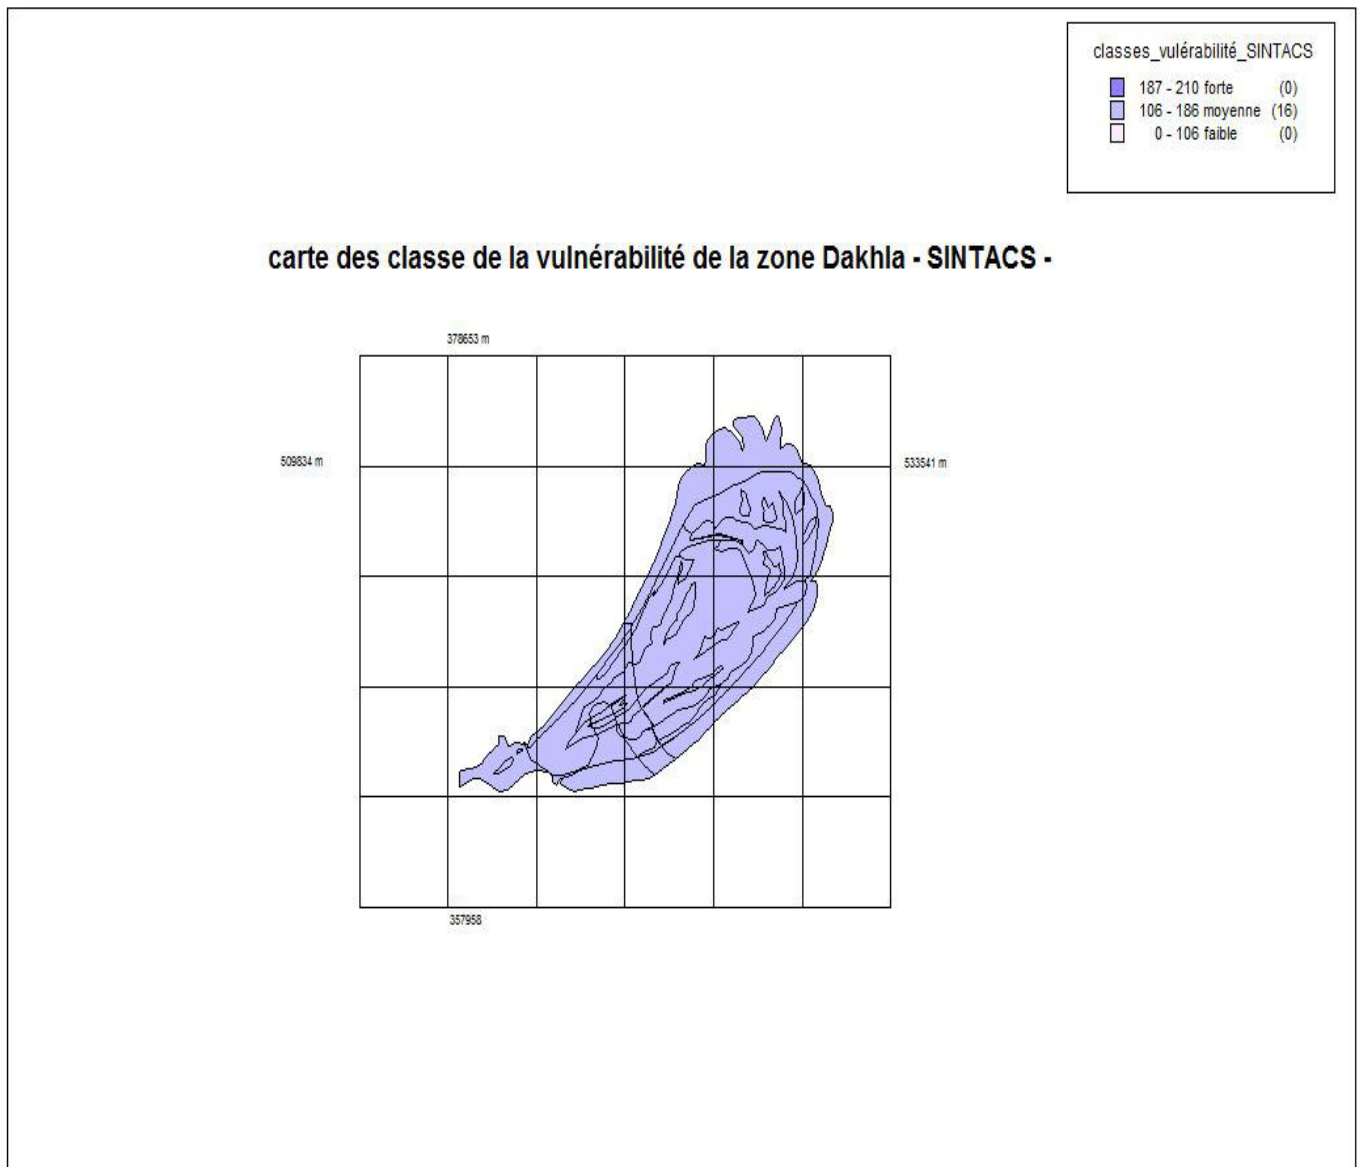 classes_vulérabilité_SINTACS
187 - 210 forte (0)
106 - 186 moyenne (16)
0 - 106 faible (0)
carte des classe de la vulnérabilité de la zone Dakhla - SINTACS -
378653 m
509834 m
533541 m
357958